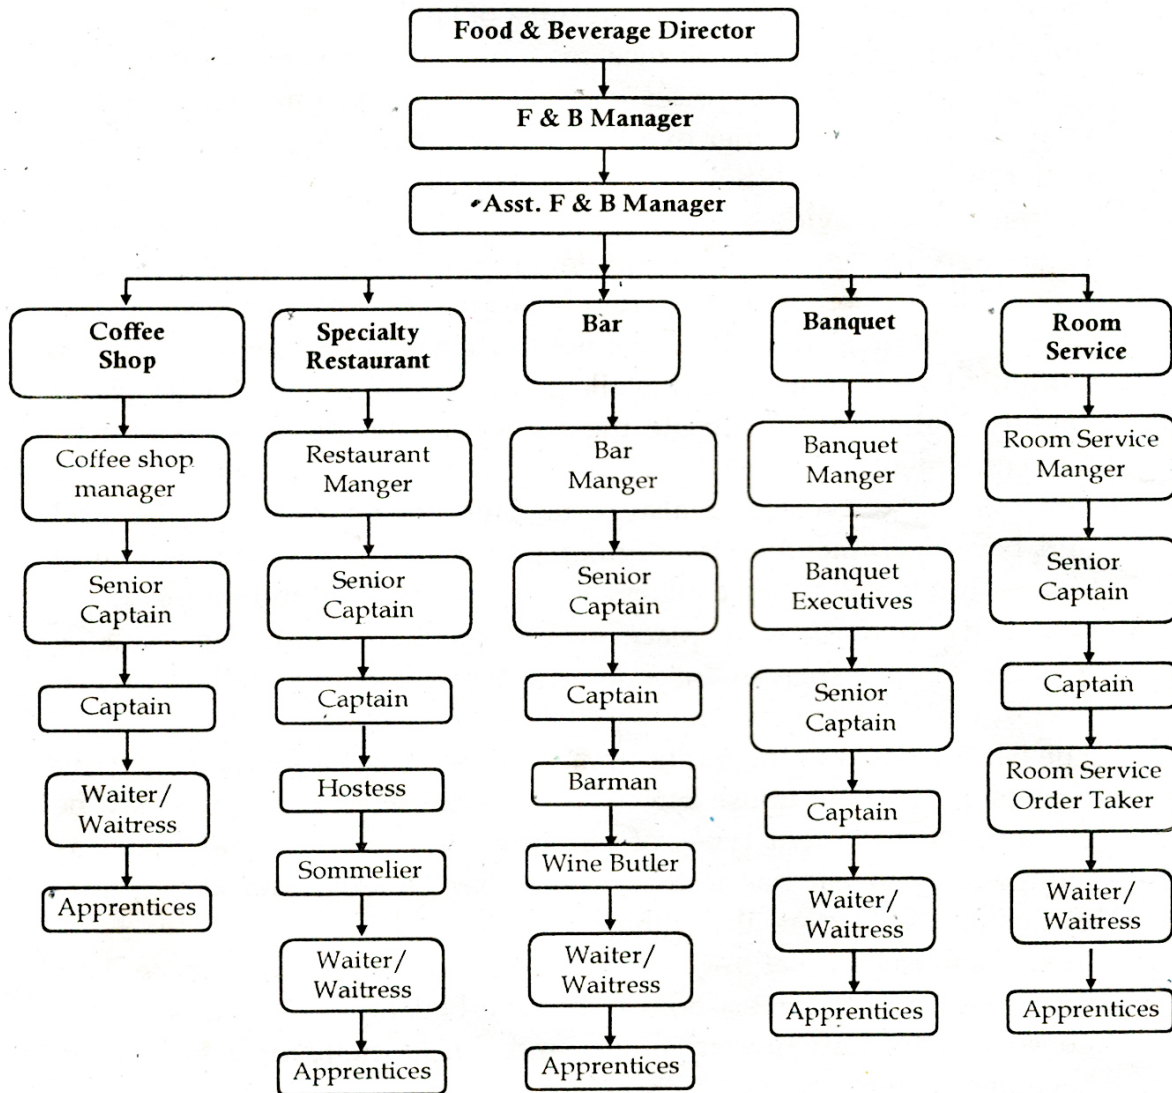 Food & Beverage Director
F & B Manager
Asst. F & B Manager
Coffee
Shop
Specialty
Restaurant
Bar
Banquet
Room
Service
Coffee shop
manager
Restaurant
Manger
Bar
Manger
Banquet
Manger
Room Service
Manger
Senior
Captain
Senior
Captain
Senior
Captain
Banquet
Executives
Senior
Captain
Captain
Captain
Captain
Senior
Captain
Captain
Waiter/
Waitress
Hostess
Barman
Captain
Room Service
Order Taker
Apprentices
Sommelier
Wine Butler
Waiter/
Waitress
Waiter/
Waitress
Waiter/
Waitress
Waiter/
Waitress
Apprentices
Apprentices
Apprentices
Apprentices